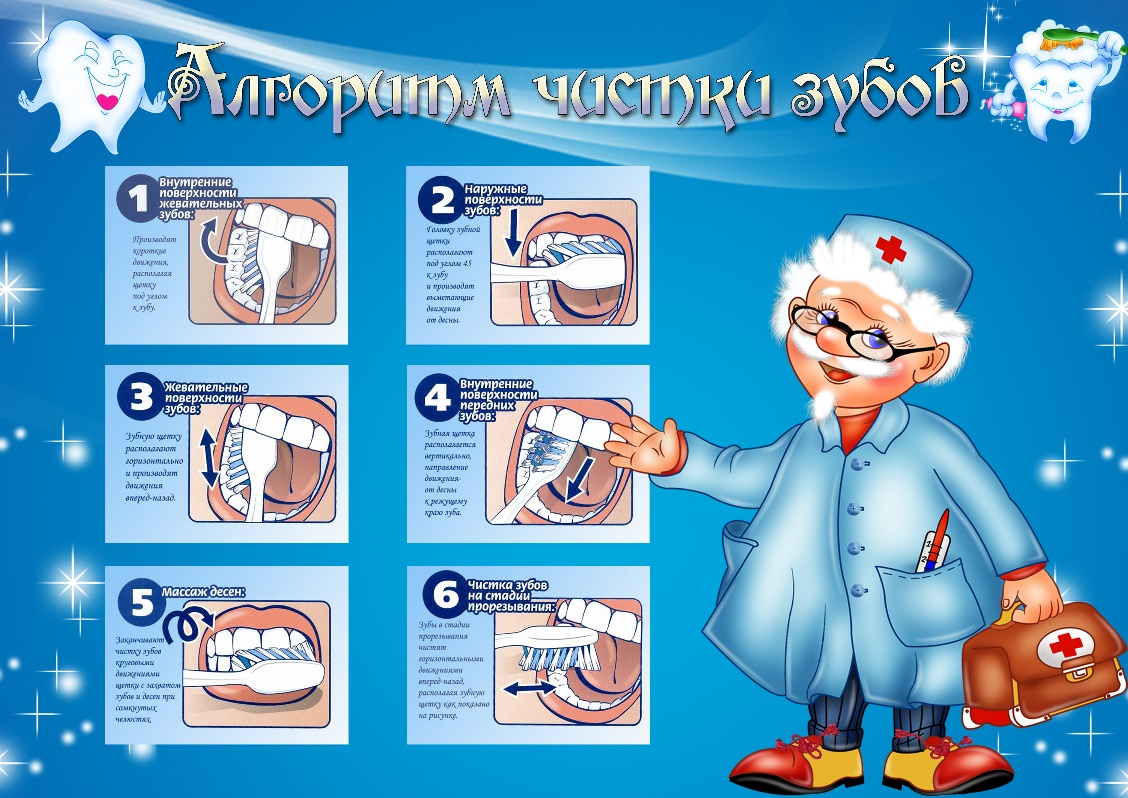 Алгоритм чистки зубов
1
Внутренние
поверхности
жевательных
зубов:
Производят
короткие
движения,
располагая
щетку
под углом
к зубу.
2
Наружные
поверхности
зубов:
Головку зубной
щетки
располагают
под углом 45
к зубу
и производят
выметающие
движения
от десны.
3
Жевательные
поверхности
зубов:
Зубную щетку
располагают
горизонтально
и производят
движения
вперед-назад.
4
Внутренние
поверхности
передних
зубов:
Зубная щетка
располагается
вертикально,
направление
движения-
от десны
к режущему
краю зуба.
5
Массаж десен:
Заканчивают
чистку зубов
круговыми
движениями
щетки с захватом
зубов и десен при
сомкнутых
челюстях.
6
Чистка зубов
на стадии
прорезывания:
Зубы в стадии
прорезывания
чистят
горизонтальными
движениями
вперед-назад,
располагая зубную
щетку как показано
на рисунке.